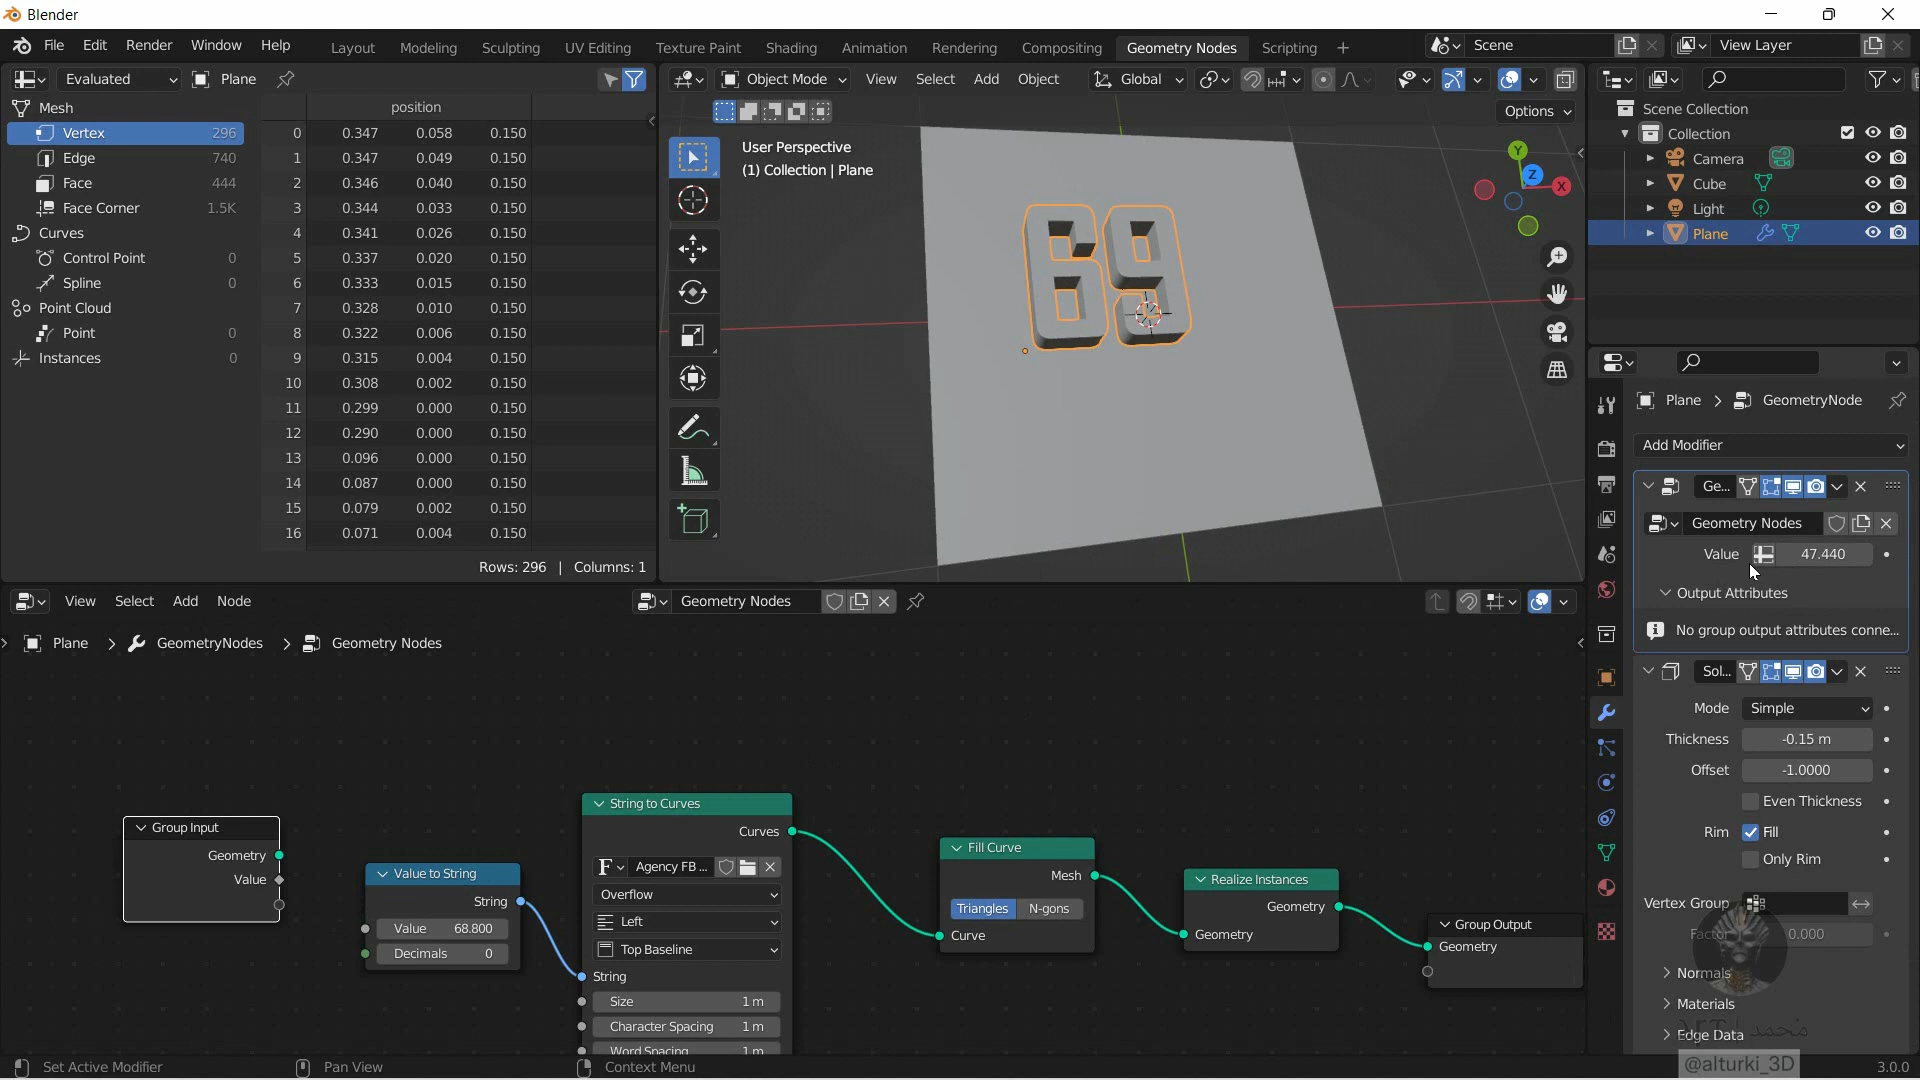 Blender
File Edit Render Window Help Layout Modeling Sculpting UV Editing Texture Paint Shading Animation Rendering Compositing Geometry Nodes Scripting Scene View Layer
Evaluated Plane
Object Mode View Select Add Object Global
Options
Mesh
Vertex 296
Edge 740
Face 444
Face Corner 1.5K
Curves
Control Point 0
Spline 0
Point Cloud
Point 0
Instances 0
position
0 0.347 0.058 0.150
1 0.347 0.049 0.150
2 0.346 0.040 0.150
3 0.344 0.033 0.150
4 0.341 0.026 0.150
5 0.337 0.020 0.150
6 0.333 0.015 0.150
7 0.328 0.010 0.150
8 0.322 0.006 0.150
9 0.315 0.004 0.150
10 0.308 0.002 0.150
11 0.299 0.000 0.150
12 0.290 0.000 0.150
13 0.096 0.000 0.150
14 0.087 0.000 0.150
15 0.079 0.002 0.150
16 0.071 0.004 0.150
Rows: 296 | Columns: 1
User Perspective
(1) Collection | Plane
69
Y
Z
X
Scene Collection
Collection
Camera
Cube
Light
Plane
Plane > GeometryNode
Add Modifier
Ge...
Geometry Nodes
Value 47.440
Output Attributes
No group output attributes conne...
Sol...
Mode Simple
Thickness -0.15 m
Offset -1.0000
Even Thickness
Rim Fill
Only Rim
Vertex Group
Factor 0.000
Normals
Materials
Edge Data
@alturki_3D
View Select Add Node Geometry Nodes
Plane > GeometryNodes > Geometry Nodes
Group Input
Geometry
Value
Value to String
String
Value 68.800
Decimals 0
String to Curves
Curves
F Agency FB ...
Overflow
Left
Top Baseline
String
Size 1 m
Character Spacing 1 m
Word Spacing 1 m
Fill Curve
Mesh
Triangles N-gons
Curve
Realize Instances
Geometry
Geometry
Group Output
Geometry
Set Active Modifier Pan View Context Menu 3.0.0